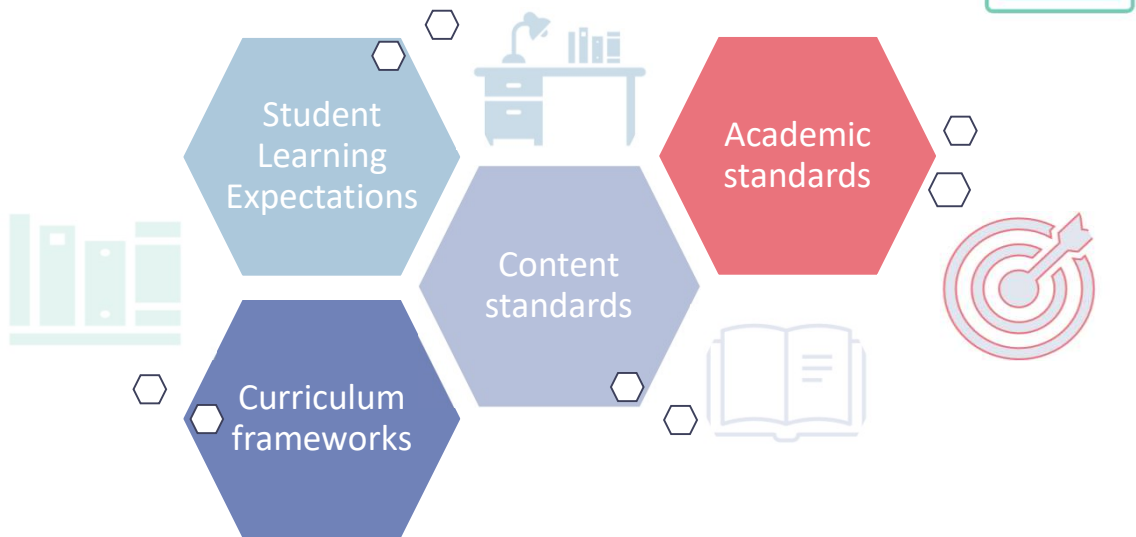 Student
Learning
Expectations
Academic
standards
Content
standards
Curriculum
frameworks